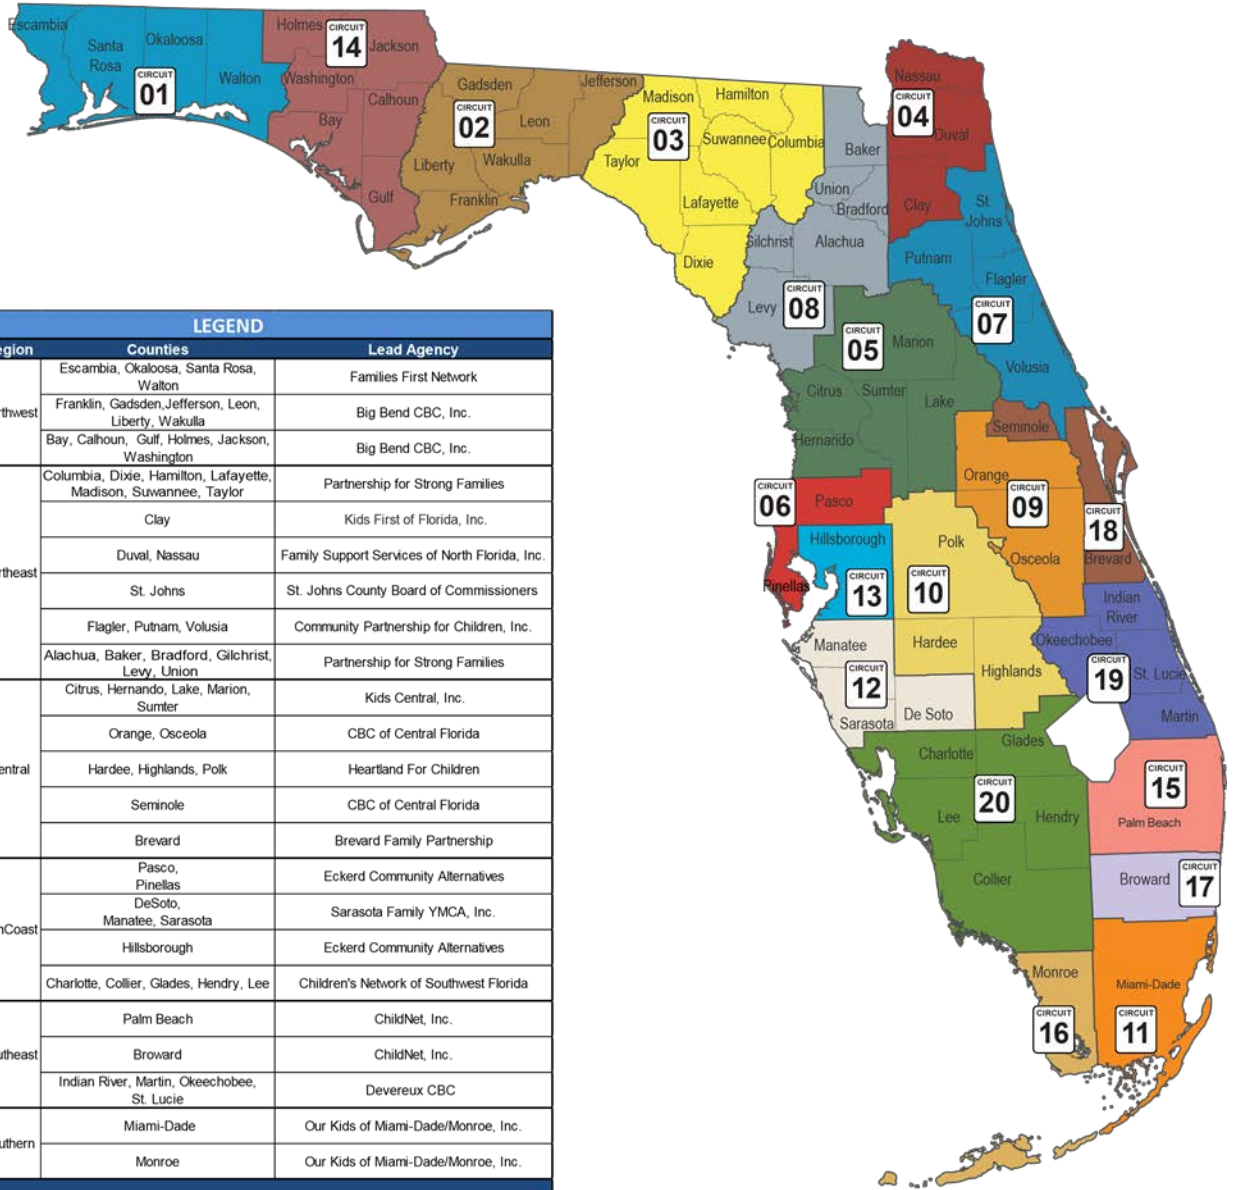 Escambia
Santa
Rosa
Okaloosa
Walton
CIRCUIT
01
Holmes
CIRCUIT
14
Jackson
Washington
Calhoun
Bay
Gulf
Gadsden
CIRCUIT
02
Leon
Jefferson
Liberty
Wakulla
Franklin
Madison
Hamilton
CIRCUIT
03
Suwannee
Columbia
Taylor
Lafayette
Dixie
Nassau
CIRCUIT
04
Duval
Clay
Baker
Union
Bradford
Gilchrist
Alachua
Levy
CIRCUIT
08
St.
Johns
Putnam
Flagler
CIRCUIT
07
Volusia
CIRCUIT
05
Marion
Citrus
Sumter
Lake
Hernando
Seminole
Orange
CIRCUIT
09
Osceola
CIRCUIT
18
Brevard
CIRCUIT
06
Pasco
Pinellas
Hillsborough
CIRCUIT
13
Polk
CIRCUIT
10
Hardee
Highlands
Manatee
CIRCUIT
12
Sarasota
De Soto
Indian
River
Okeechobee
CIRCUIT
19
St. Lucie
Martin
Charlotte
Glades
CIRCUIT
20
Lee
Hendry
Collier
CIRCUIT
15
Palm Beach
Broward
CIRCUIT
17
Monroe
CIRCUIT
16
Miami-Dade
CIRCUIT
11
LEGEND
egion Counties Lead Agency
Escambia, Okaloosa, Santa Rosa,
Walton
Families First Network
rthwest
Franklin, Gadsden,Jefferson, Leon,
Liberty, Wakulla
Big Bend CBC, Inc.
Bay, Calhoun, Gulf, Holmes, Jackson,
Washington
Big Bend CBC, Inc.
Columbia, Dixie, Hamilton, Lafayette,
Madison, Suwannee, Taylor
Partnership for Strong Families
Clay Kids First of Florida, Inc.
Duval, Nassau Family Support Services of North Florida, Inc.
rtheast
St. Johns St. Johns County Board of Commissioners
Flagler, Putnam, Volusia Community Partnership for Children, Inc.
Alachua, Baker, Bradford, Gilchrist,
Levy, Union
Partnership for Strong Families
Citrus, Hernando, Lake, Marion,
Sumter
Kids Central, Inc.
Orange, Osceola CBC of Central Florida
entral Hardee, Highlands, Polk Heartland For Children
Seminole CBC of Central Florida
Brevard Brevard Family Partnership
Pasco,
Pinellas
Eckerd Community Alternatives
DeSoto,
Manatee, Sarasota
Sarasota Family YMCA, Inc.
nCoast
Hillsborough Eckerd Community Alternatives
Charlotte, Collier, Glades, Hendry, Lee Children's Network of Southwest Florida
Palm Beach ChildNet, Inc.
utheast Broward ChildNet, Inc.
Indian River, Martin, Okeechobee,
St. Lucie
Devereux CBC
Miami-Dade Our Kids of Miami-Dade/Monroe, Inc.
uthern
Monroe Our Kids of Miami-Dade/Monroe, Inc.